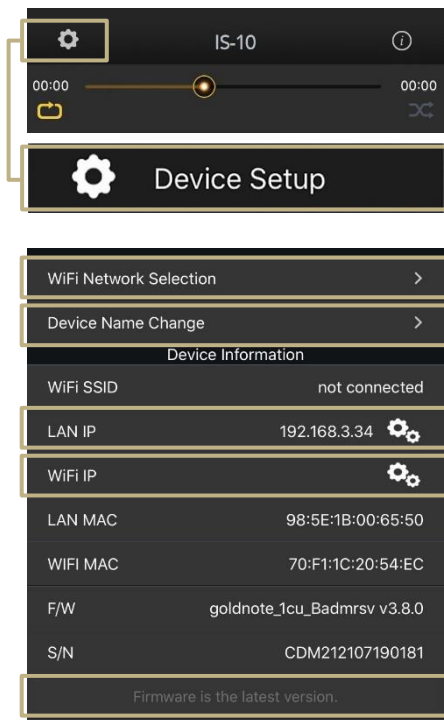 IS-10
00:00 00:00
Device Setup
WiFi Network Selection >
Device Name Change >
Device Information
WiFi SSID not connected
LAN IP 192.168.3.34
WiFi IP
LAN MAC 98:5E:1B:00:65:50
WIFI MAC 70:F1:1C:20:54:EC
F/W goldnote_1cu_Badmrsv v3.8.0
S/N CDM212107190181
Firmware is the latest version.